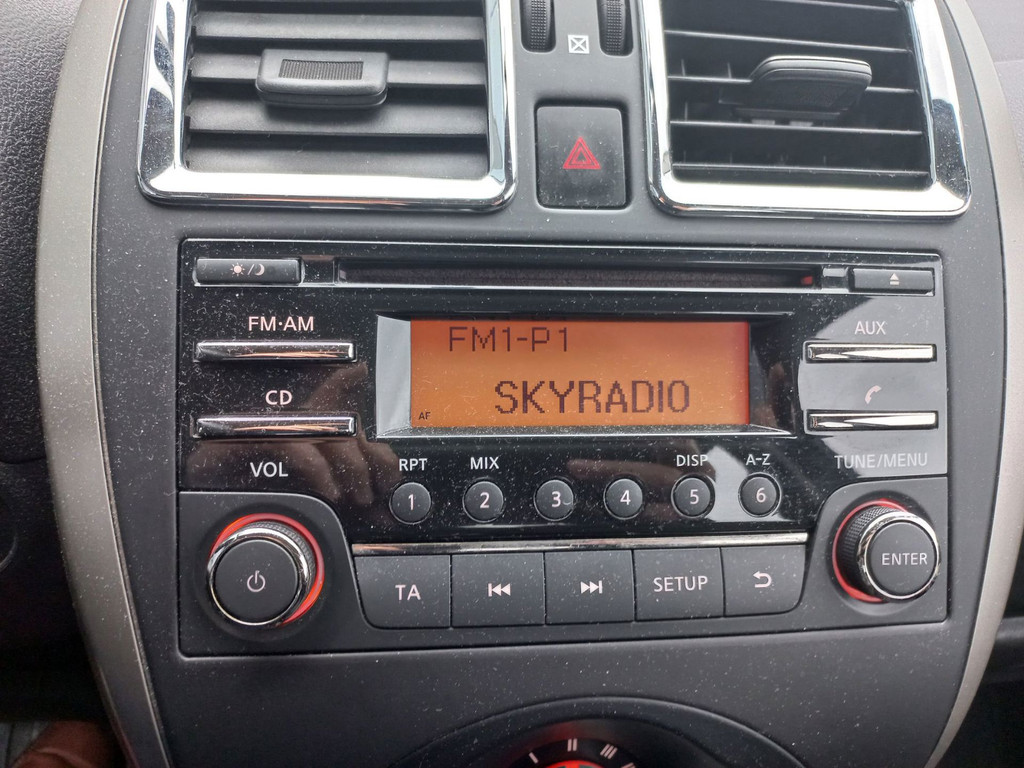 FM·AM
CD
VOL
FM1-P1
SKYRADIO
AF
AUX
TUNE/MENU
RPT
MIX
DISP
A-Z
1
2
3
4
5
6
TA
SETUP
ENTER